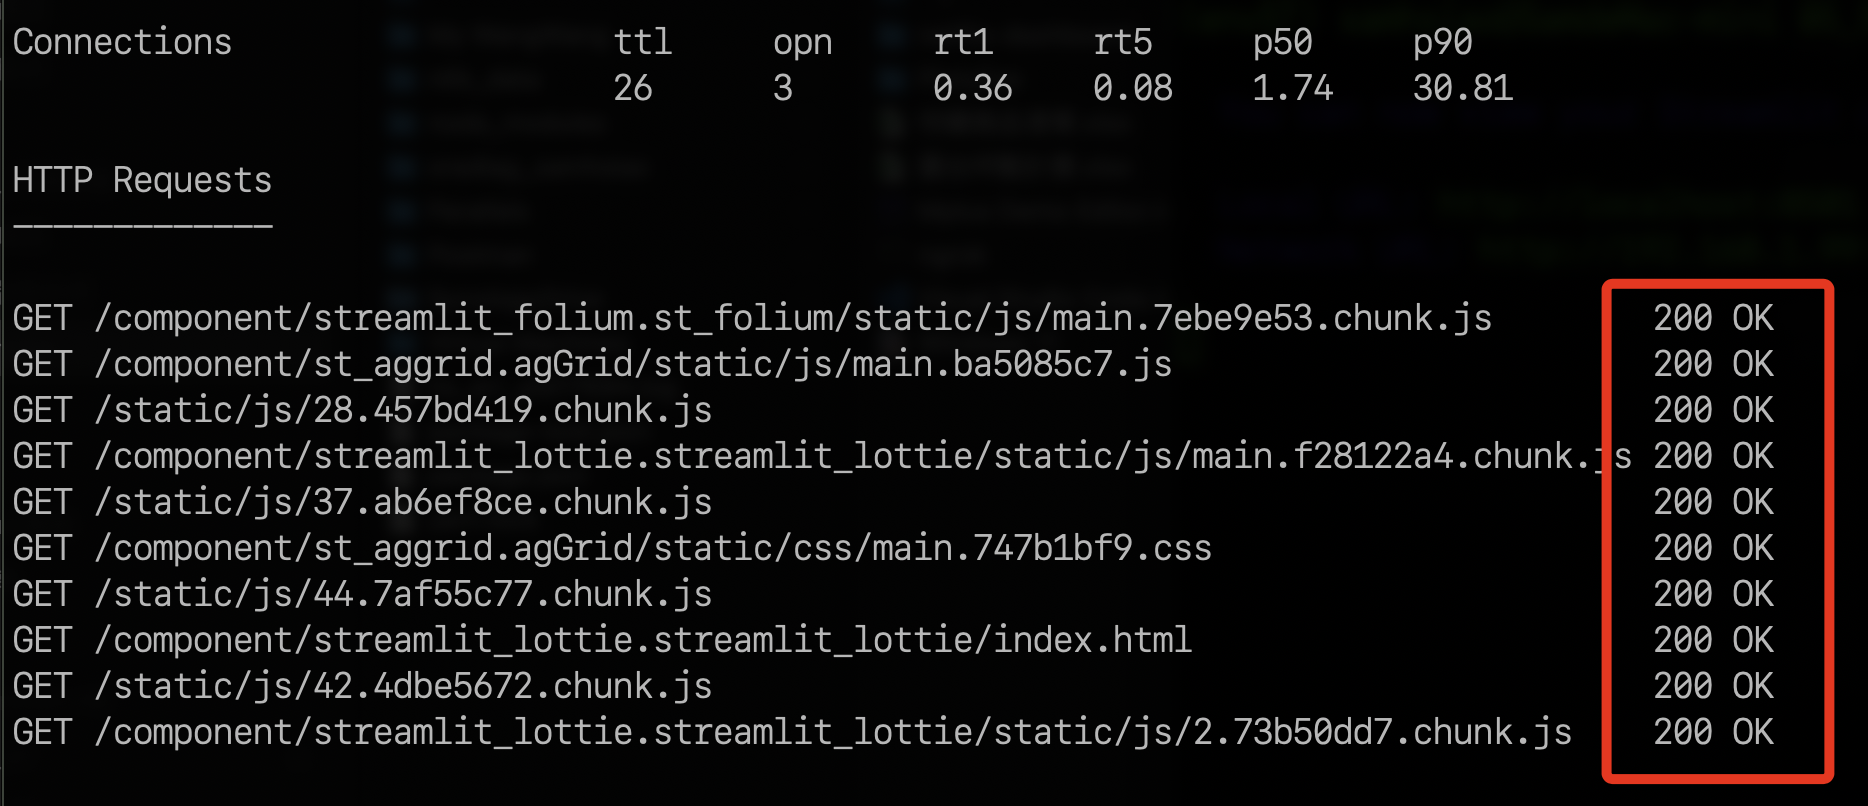 Connections ttl opn rt1 rt5 p50 p90
26 3 0.36 0.08 1.74 30.81
HTTP Requests
-------------
GET /component/streamlit_folium.st_folium/static/js/main.7ebe9e53.chunk.js 200 OK
GET /component/st_aggrid.agGrid/static/js/main.ba5085c7.js 200 OK
GET /static/js/28.457bd419.chunk.js 200 OK
GET /component/streamlit_lottie.streamlit_lottie/static/js/main.f28122a4.chunk.js 200 OK
GET /static/js/37.ab6ef8ce.chunk.js 200 OK
GET /component/st_aggrid.agGrid/static/css/main.747b1bf9.css 200 OK
GET /static/js/44.7af55c77.chunk.js 200 OK
GET /component/streamlit_lottie.streamlit_lottie/index.html 200 OK
GET /static/js/42.4dbe5672.chunk.js 200 OK
GET /component/streamlit_lottie.streamlit_lottie/static/js/2.73b50dd7.chunk.js 200 OK